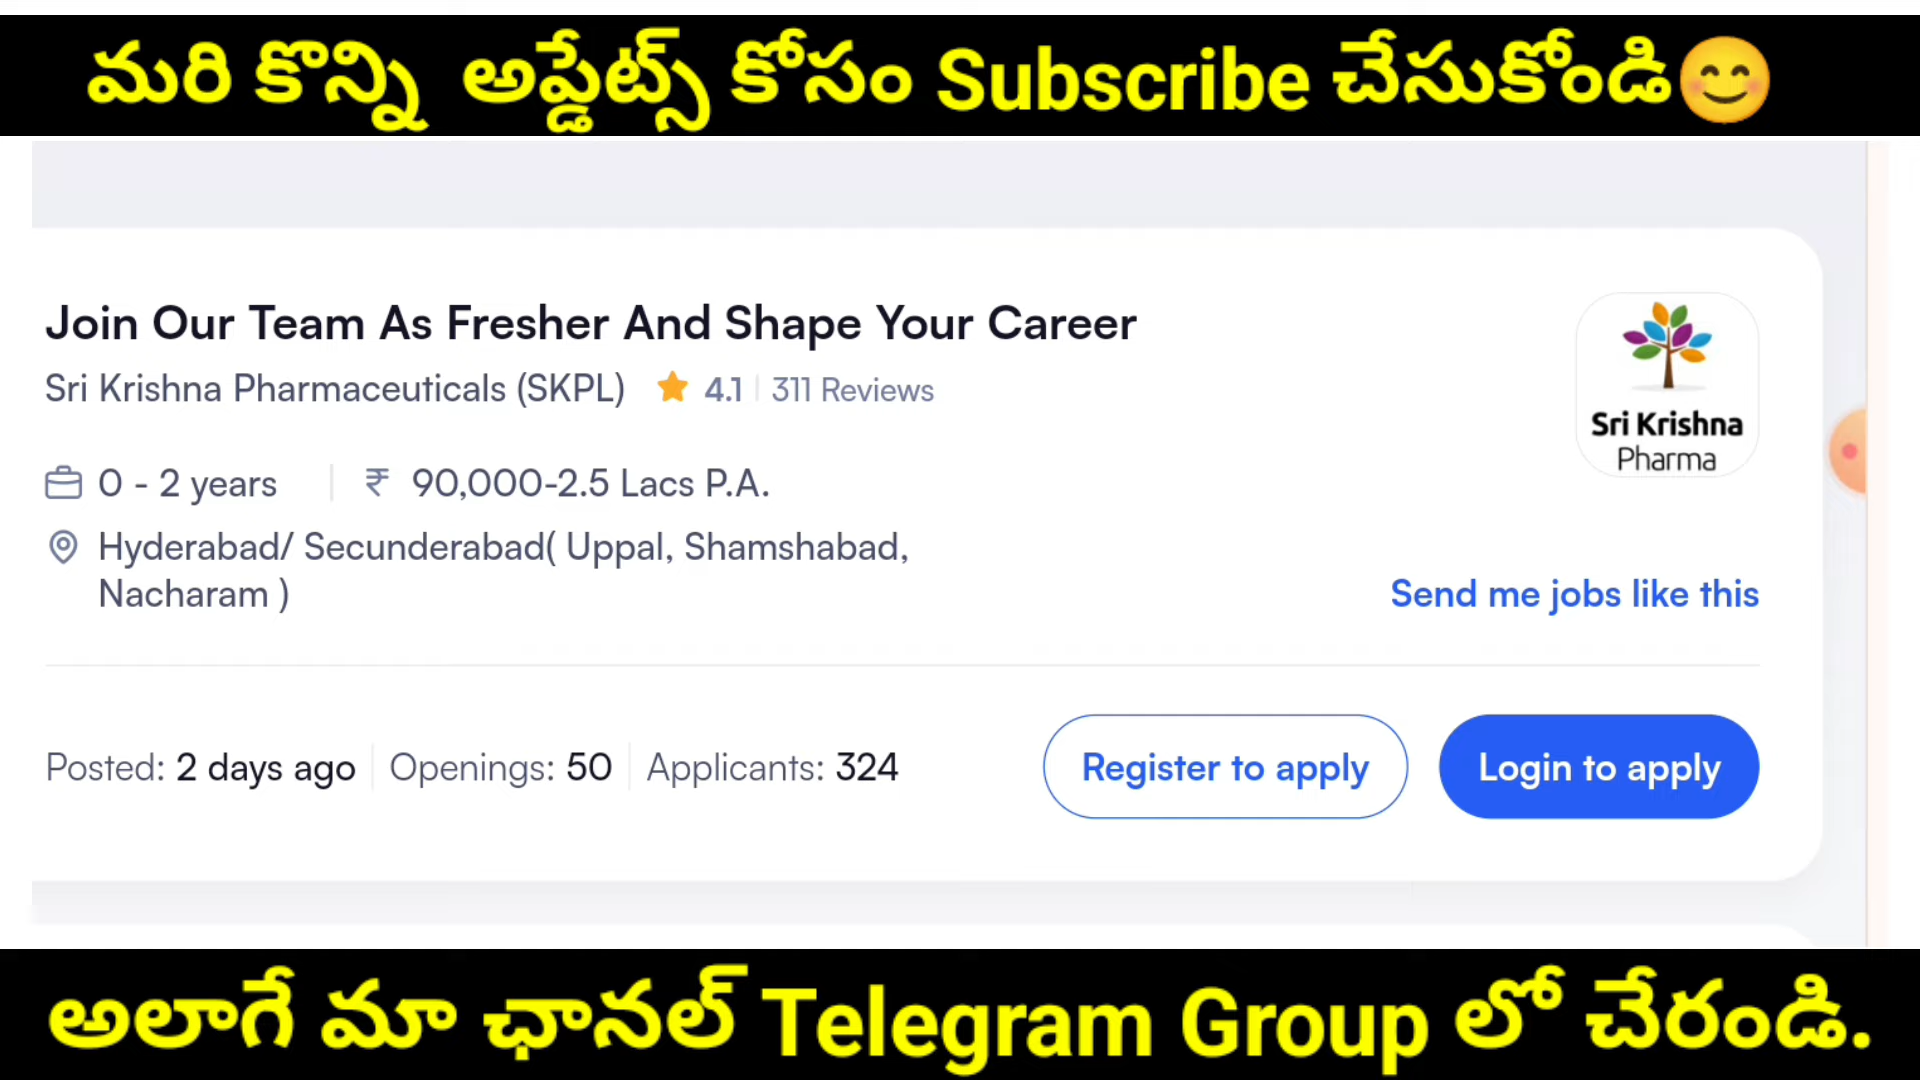 మరి కొన్ని అప్డేట్స్ కోసం Subscribe చేసుకోండి😊
Join Our Team As Fresher And Shape Your Career
Sri Krishna Pharmaceuticals (SKPL) 4.1 311 Reviews
Sri Krishna
Pharma
0 - 2 years ₹ 90,000-2.5 Lacs P.A.
Hyderabad/ Secunderabad( Uppal, Shamshabad,
Nacharam )
Send me jobs like this
Posted: 2 days ago Openings: 50 Applicants: 324
Register to apply
Login to apply
అలాగే మా ఛానల్ Telegram Group లో చేరండి.